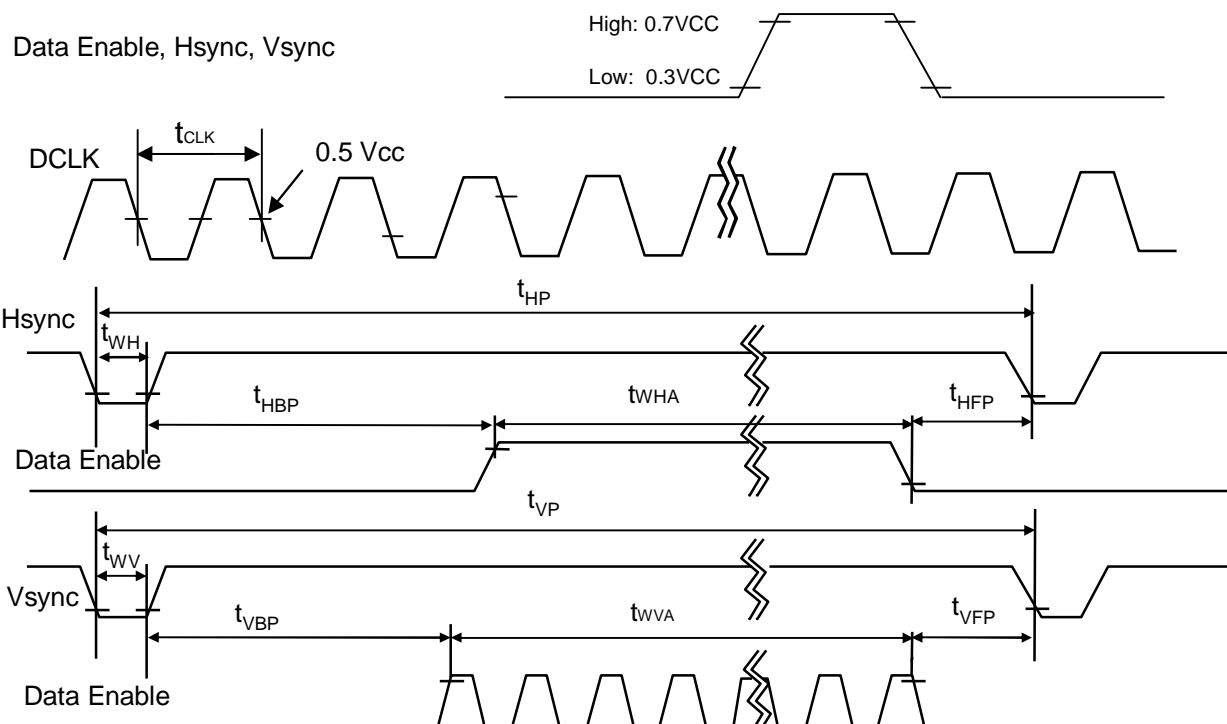 High: 0.7VCC
Data Enable, Hsync, Vsync
Low: 0.3VCC
tCLK
DCLK
0.5 Vcc
tHP
Hsync
tWH
tHBP
tWHA
tHFP
Data Enable
tVP
tWV
Vsync
tVBP
tWVA
tVFP
Data Enable